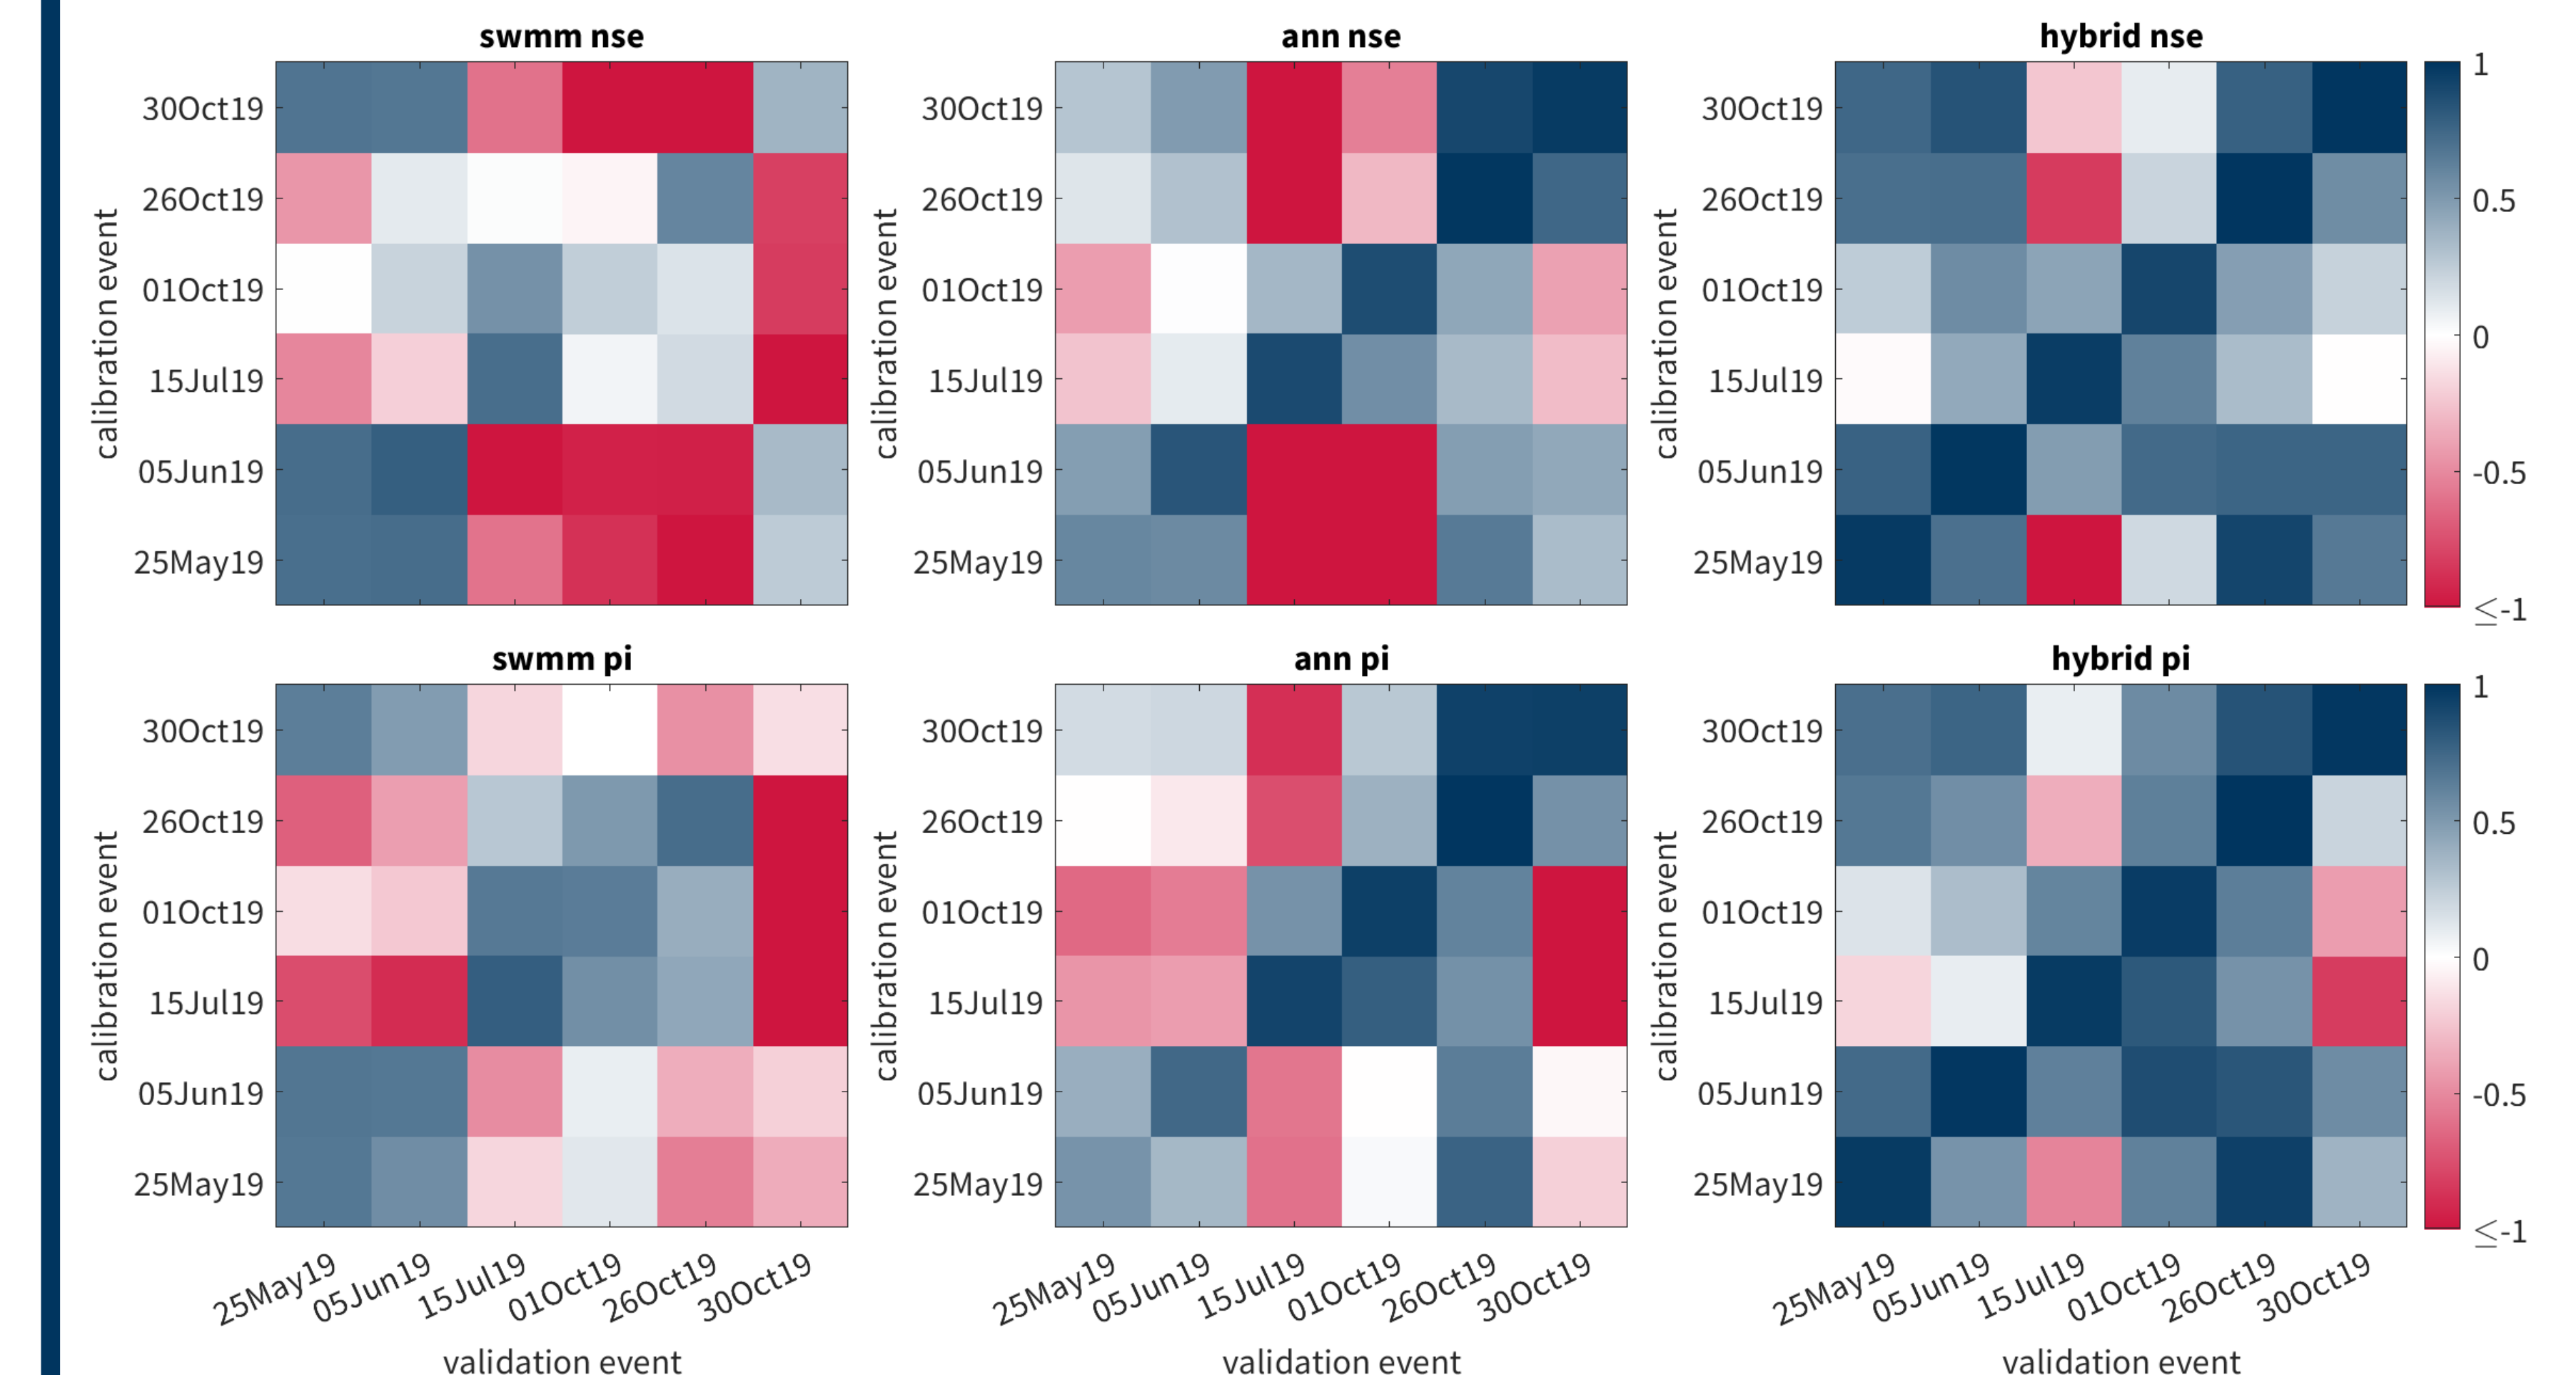 swmm nse
ann nse
hybrid nse
calibration event
30Oct19
26Oct19
01Oct19
15Jul19
05Jun19
25May19
calibration event
30Oct19
26Oct19
01Oct19
15Jul19
05Jun19
25May19
calibration event
30Oct19
26Oct19
01Oct19
15Jul19
05Jun19
25May19
1
0.5
0
-0.5
≤-1
swmm pi
ann pi
hybrid pi
calibration event
30Oct19
26Oct19
01Oct19
15Jul19
05Jun19
25May19
calibration event
30Oct19
26Oct19
01Oct19
15Jul19
05Jun19
25May19
calibration event
30Oct19
26Oct19
01Oct19
15Jul19
05Jun19
25May19
1
0.5
0
-0.5
≤-1
25May19 05Jun19 15Jul19 01Oct19 26Oct19 30Oct19
validation event
25May19 05Jun19 15Jul19 01Oct19 26Oct19 30Oct19
validation event
25May19 05Jun19 15Jul19 01Oct19 26Oct19 30Oct19
validation event